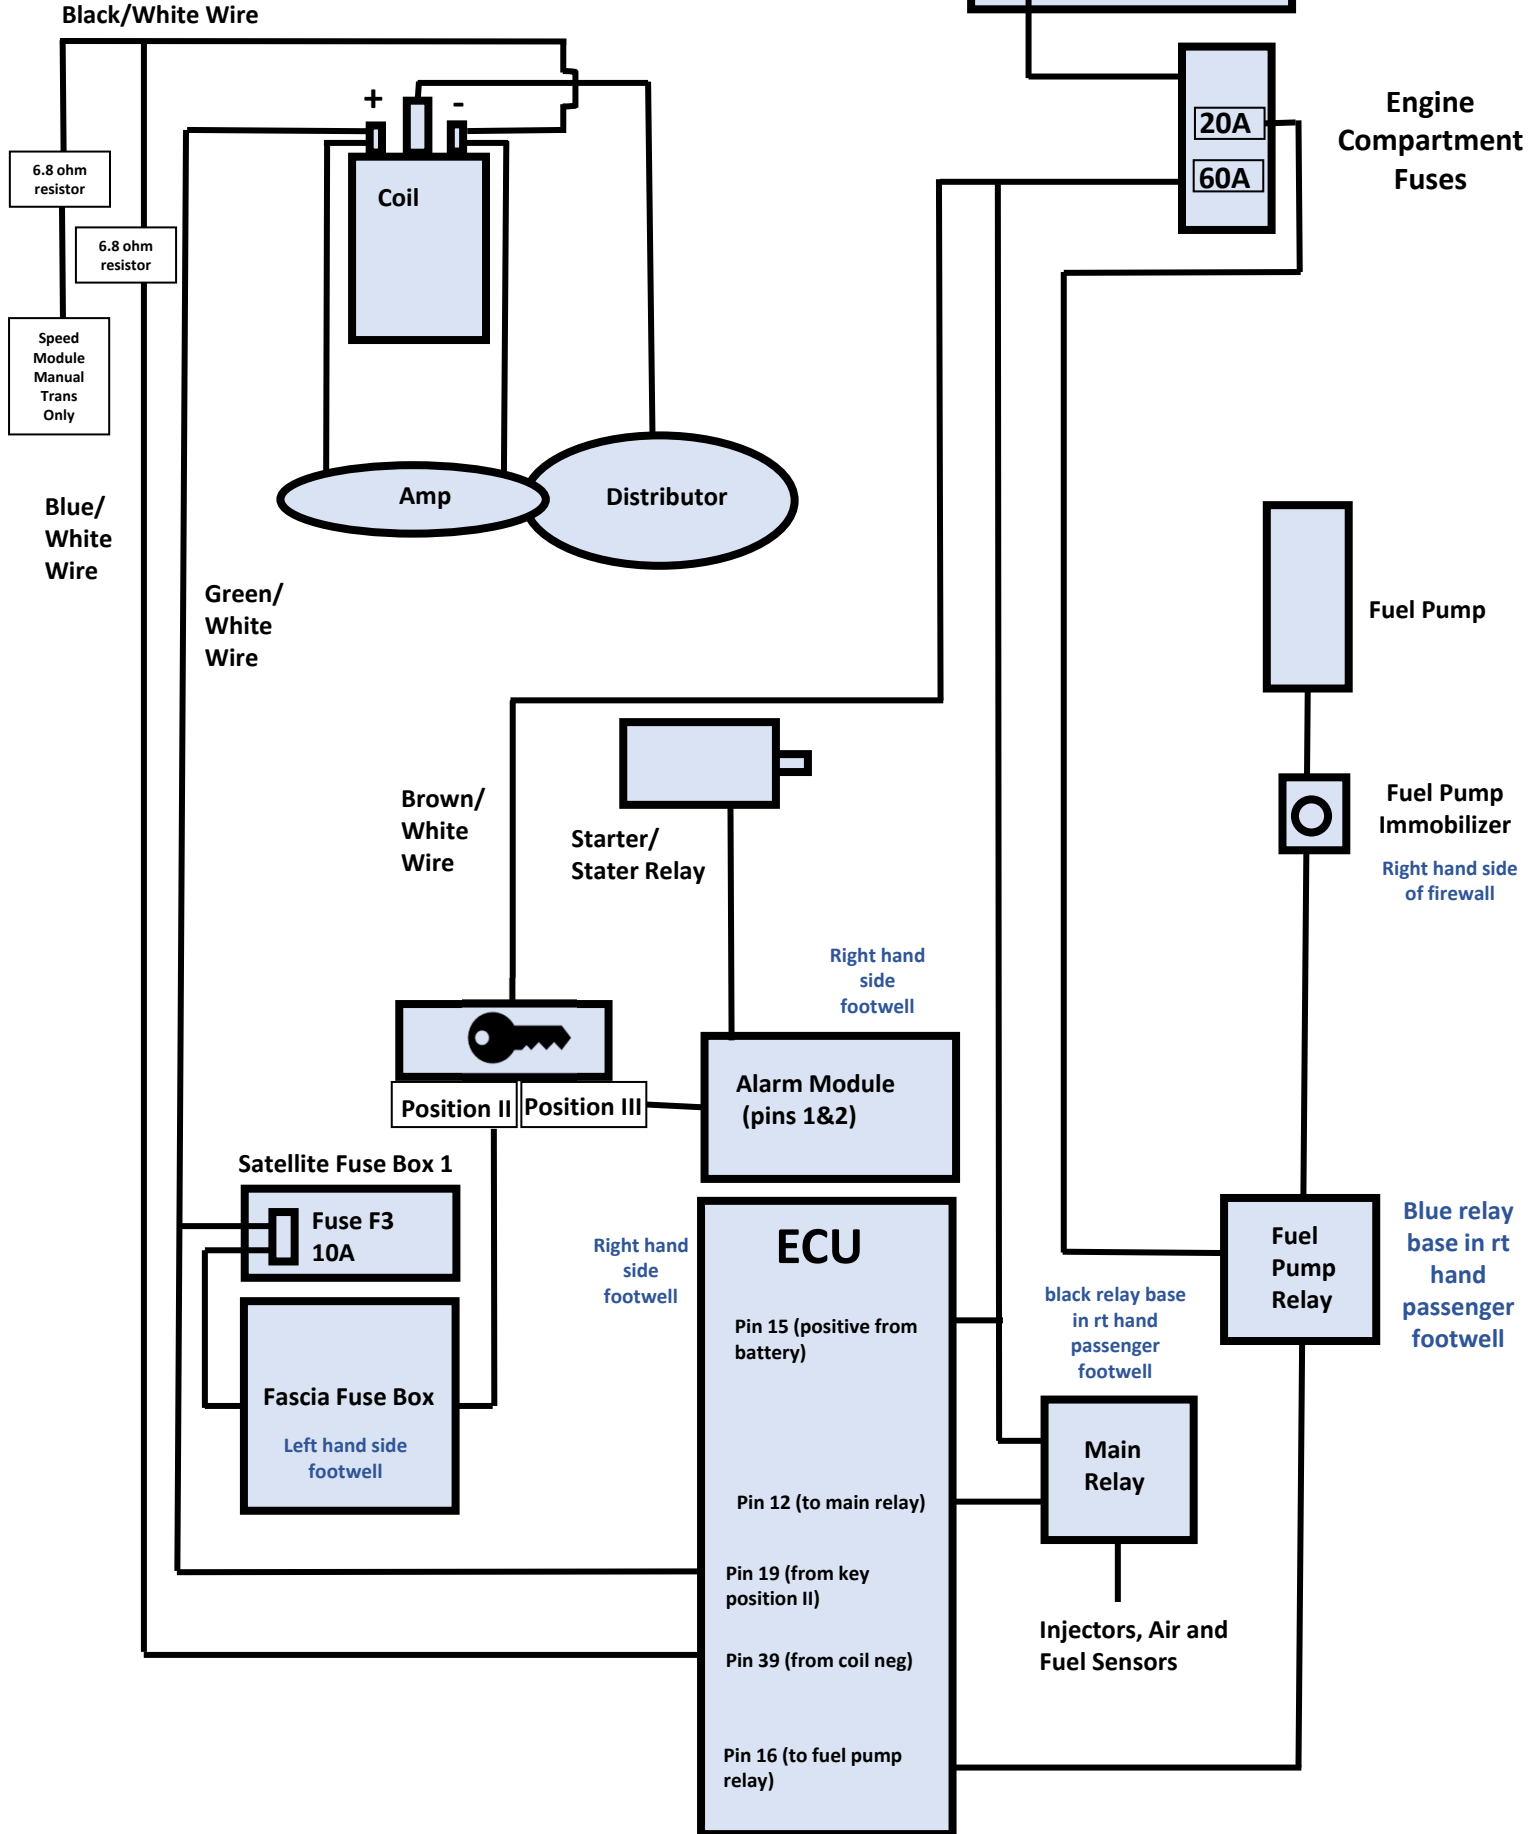 Black/White Wire
+
-
20A
60A
Engine
Compartment
Fuses
6.8 ohm
resistor
Coil
6.8 ohm
resistor
Speed
Module
Manual
Trans
Only
Amp
Distributor
Blue/
White
Wire
Green/
White
Wire
Fuel Pump
Brown/
White
Wire
Starter/
Stater Relay
Fuel Pump
Immobilizer
Right hand side
of firewall
Right hand
side
footwell
Position II
Position III
Alarm Module
(pins 1&2)
Satellite Fuse Box 1
Fuse F3
10A
Fascia Fuse Box
Left hand side
footwell
Right hand
side
footwell
ECU
Pin 15 (positive from
battery)
Pin 12 (to main relay)
Pin 19 (from key
position II)
Pin 39 (from coil neg)
Pin 16 (to fuel pump
relay)
black relay base
in rt hand
passenger
footwell
Main
Relay
Injectors, Air and
Fuel Sensors
Fuel
Pump
Relay
Blue relay
base in rt
hand
passenger
footwell